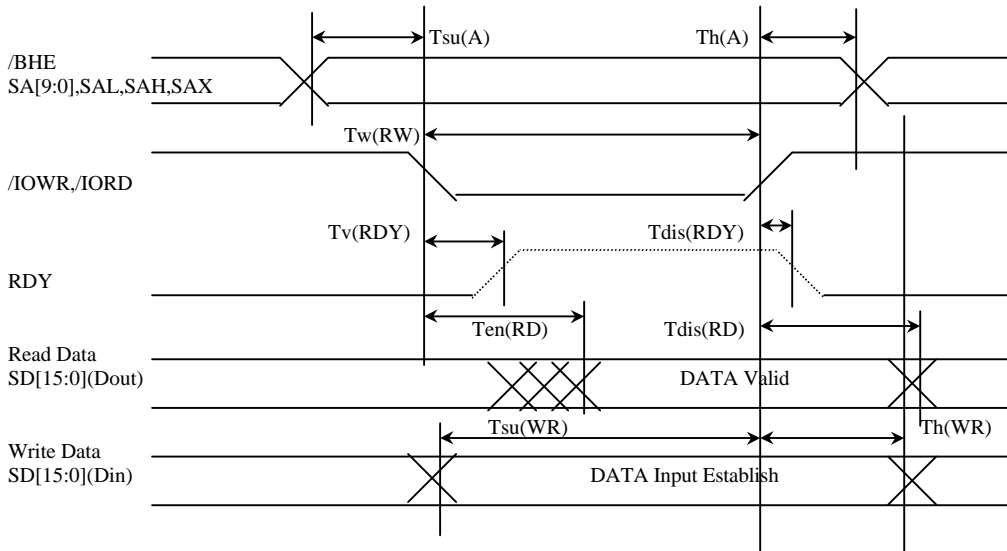 Tsu(A) Th(A)
/BHE
SA[9:0],SAL,SAH,SAX
Tw(RW)
/IOWR,/IORD
Tv(RDY) Tdis(RDY)
RDY
Ten(RD) Tdis(RD)
Read Data
SD[15:0](Dout) DATA Valid
Tsu(WR) Th(WR)
Write Data
SD[15:0](Din) DATA Input Establish